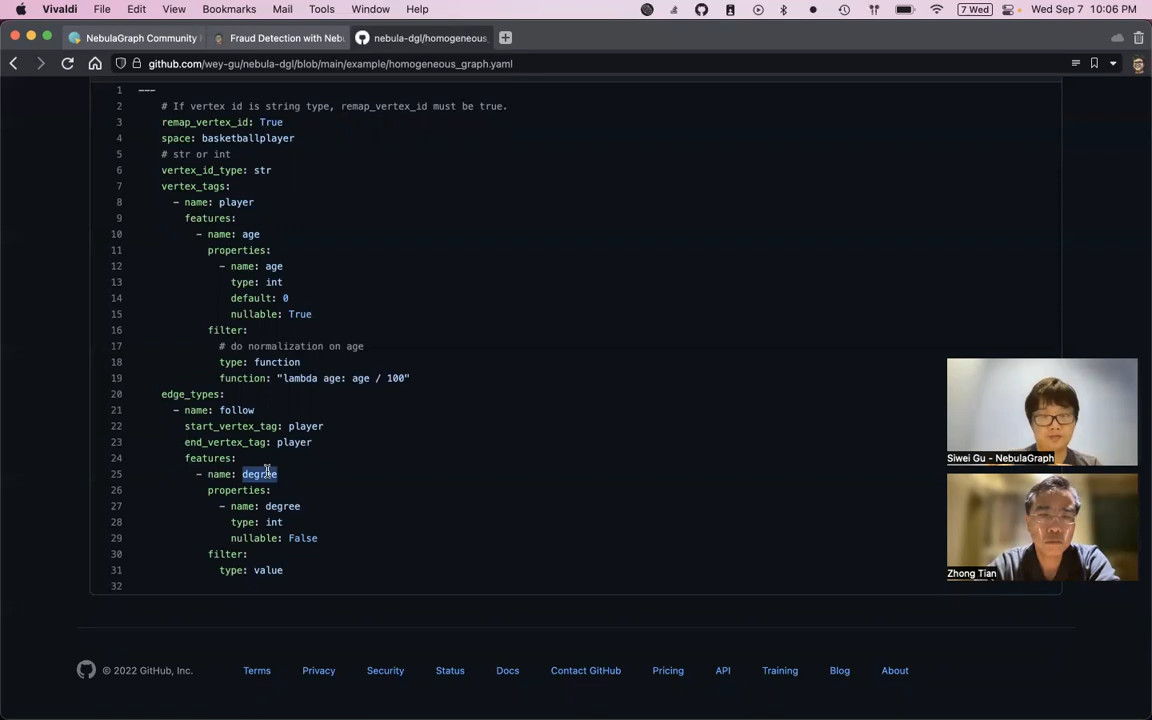 Vivaldi File Edit View Bookmarks Mail Tools Window Help 7 Wed Wed Sep 7 10:06 PM
NebulaGraph Community Fraud Detection with Neb nebula-dgl/homogeneous_
github.com/wey-gu/nebula-dgl/blob/main/example/homogeneous_graph.yaml
1 ---
2 # If vertex id is string type, remap_vertex_id must be true.
3 remap_vertex_id: True
4 space: basketballplayer
5 # str or int
6 vertex_id_type: str
7 vertex_tags:
8 - name: player
9 features:
10 - name: age
11 properties:
12 - name: age
13 type: int
14 default: 0
15 nullable: True
16 filter:
17 # do normalization on age
18 type: function
19 function: "lambda age: age / 100"
20 edge_types:
21 - name: follow
22 start_vertex_tag: player
23 end_vertex_tag: player
24 features:
25 - name: degree
26 properties:
27 - name: degree
28 type: int
29 nullable: False
30 filter:
31 type: value
32
Siwei Gu - NebulaGraph
Zhong Tian
© 2022 GitHub, Inc. Terms Privacy Security Status Docs Contact GitHub Pricing API Training Blog About